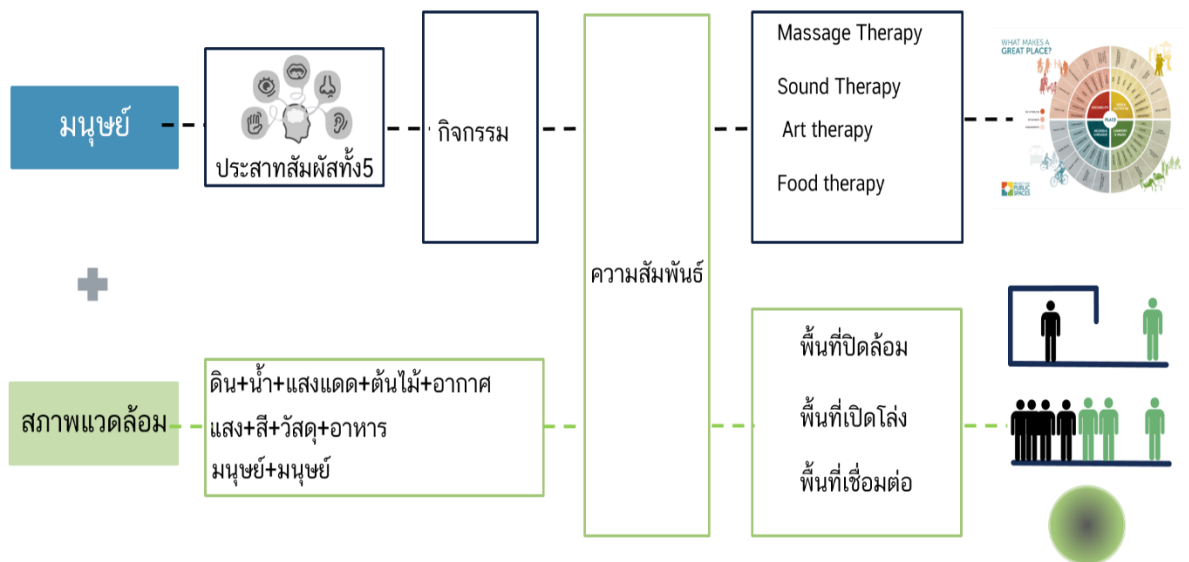 มนุษย์
ประสาทสัมผัสทั้ง5
กิจกรรม
ความสัมพันธ์
Massage Therapy
Sound Therapy
Art therapy
Food therapy
WHAT MAKES A
GREAT PLACE?
PLACE
PUBLIC
SPACES
สภาพแวดล้อม
ดิน+น้ำ+แสงแดด+ต้นไม้+อากาศ
แสง+สี+วัสดุ+อาหาร
มนุษย์+มนุษย์
พื้นที่ปิดล้อม
พื้นที่เปิดโล่ง
พื้นที่เชื่อมต่อ